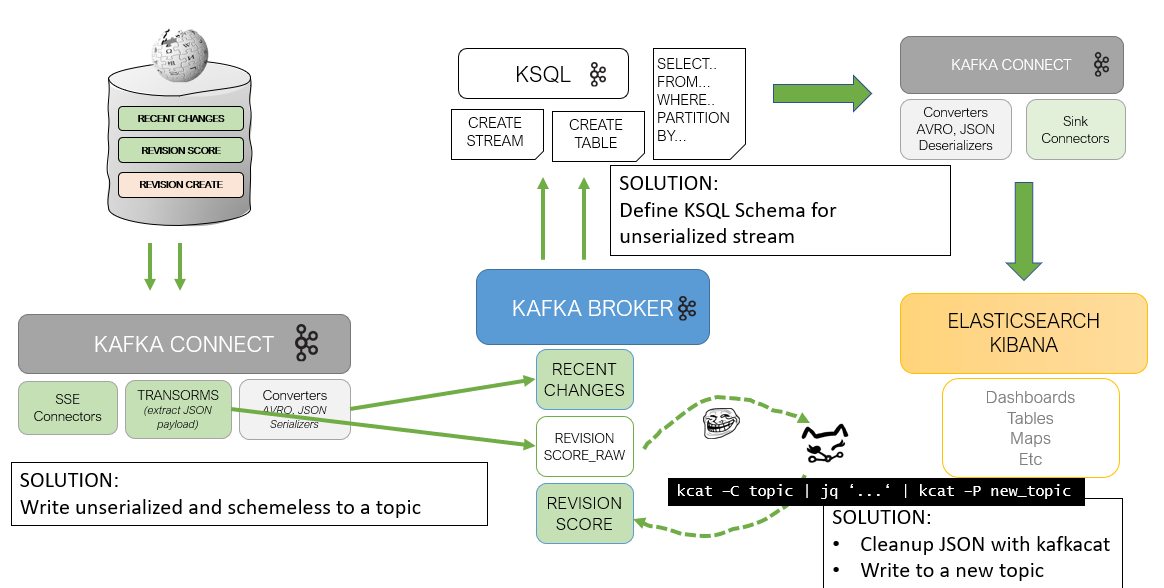 RECENT CHANGES
REVISION SCORE
REVISION CREATE
KAFKA CONNECT
SSE
Connectors
TRANSORMS
(extract JSON
payload)
Converters
AVRO, JSON
Serializers
SOLUTION:
Write unserialized and schemeless to a topic
KSQL
CREATE
STREAM
CREATE
TABLE
SELECT..
FROM...
WHERE..
PARTITION
BY...
SOLUTION:
Define KSQL Schema for
unserialized stream
KAFKA BROKER
RECENT
CHANGES
REVISION
SCORE_RAW
REVISION
SCORE
kcat –C topic | jq ‘...‘ | kcat –P new_topic
SOLUTION:
• Cleanup JSON with kafkacat
• Write to a new topic
KAFKA CONNECT
Converters
AVRO, JSON
Deserializers
Sink
Connectors
ELASTICSEARCH
KIBANA
Dashboards
Tables
Maps
Etc